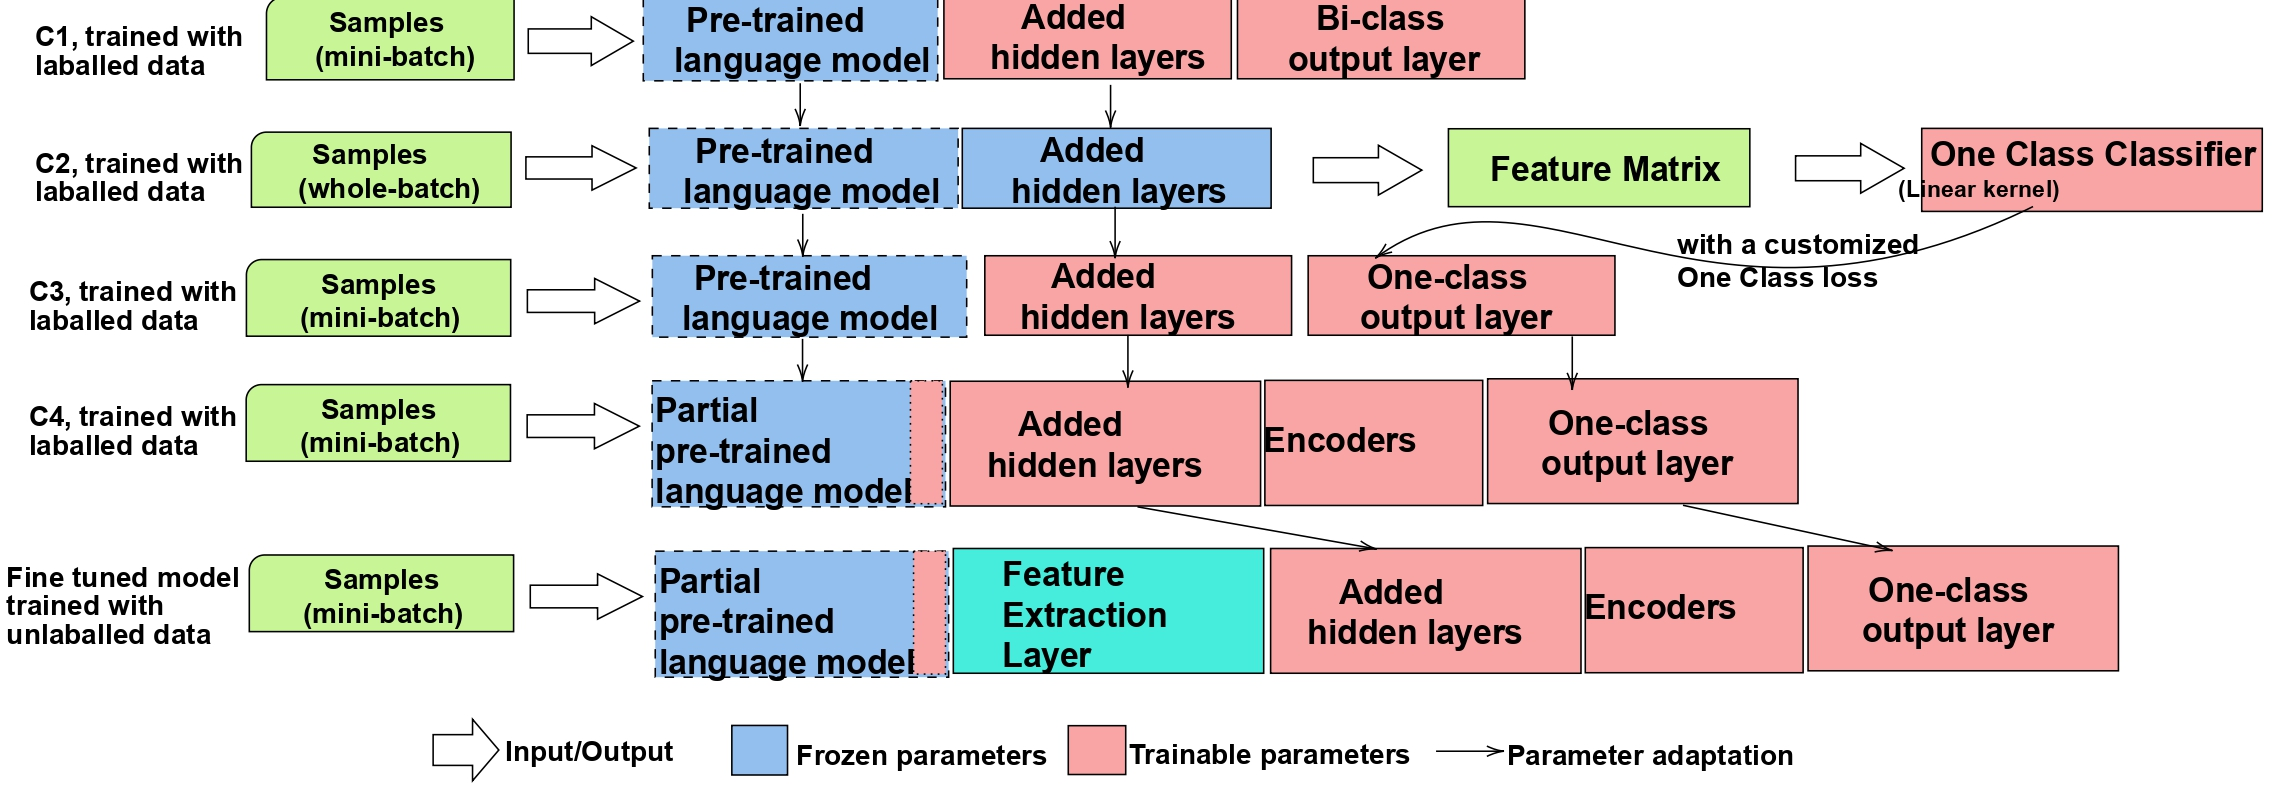 C1, trained with
laballed data
Samples
(mini-batch)
Pre-trained
language model
Added
hidden layers
Bi-class
output layer
C2, trained with
laballed data
Samples
(whole-batch)
Pre-trained
language model
Added
hidden layers
Feature Matrix
One Class Classifier
(Linear kernel)
with a customized
One Class loss
C3, trained with
laballed data
Samples
(mini-batch)
Pre-trained
language model
Added
hidden layers
One-class
output layer
C4, trained with
laballed data
Samples
(mini-batch)
Partial
pre-trained
language model
Added
hidden layers
Encoders
One-class
output layer
Fine tuned model
trained with
unlaballed data
Samples
(mini-batch)
Partial
pre-trained
language model
Feature
Extraction
Layer
Added
hidden layers
Encoders
One-class
output layer
Input/Output
Frozen parameters
Trainable parameters
Parameter adaptation